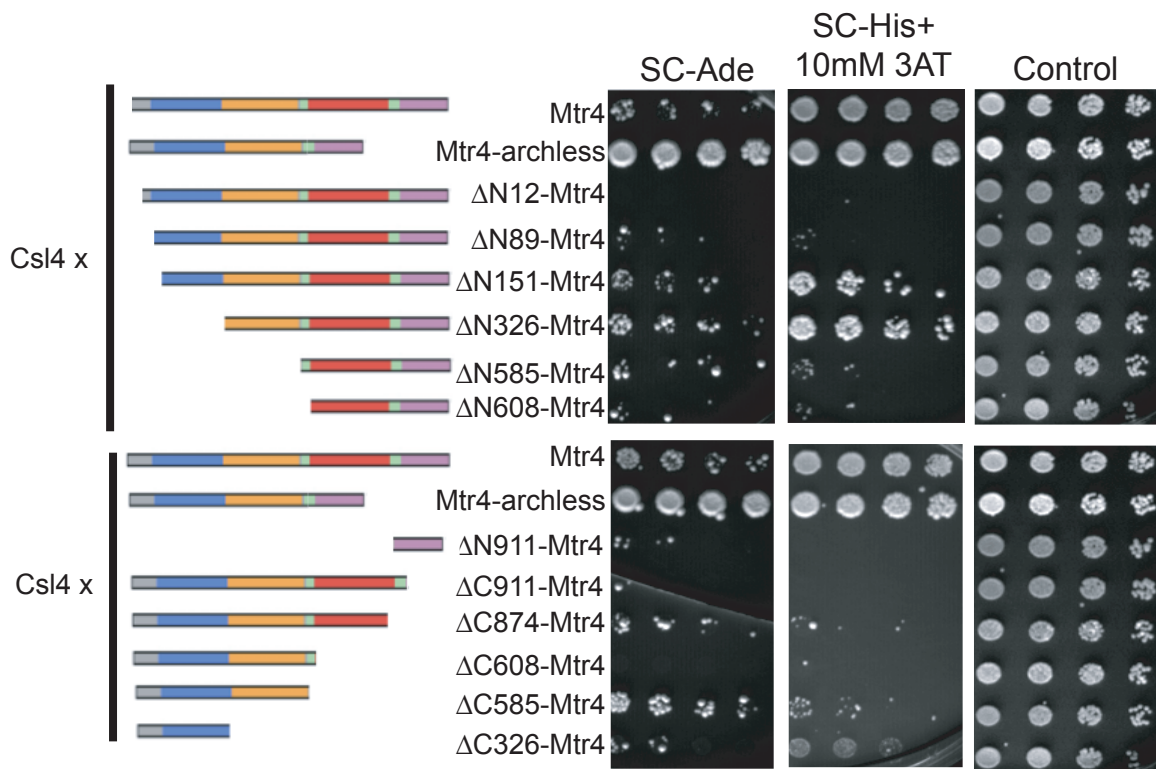 SC-Ade
SC-His+
10mM 3AT
Control
Csl4 x
Mtr4
Mtr4-archless
ΔN12-Mtr4
ΔN89-Mtr4
ΔN151-Mtr4
ΔN326-Mtr4
ΔN585-Mtr4
ΔN608-Mtr4
Csl4 x
Mtr4
Mtr4-archless
ΔN911-Mtr4
ΔC911-Mtr4
ΔC874-Mtr4
ΔC608-Mtr4
ΔC585-Mtr4
ΔC326-Mtr4